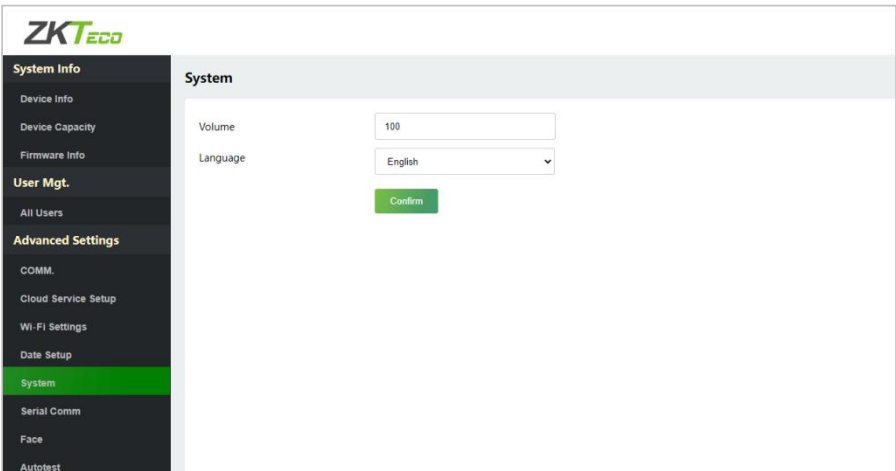 ZKTeco
System Info
Device Info
Device Capacity
Firmware Info
User Mgt.
All Users
Advanced Settings
COMM.
Cloud Service Setup
Wi-Fi Settings
Date Setup
System
Serial Comm
Face
Autotest
System
Volume 100
Language English
Confirm